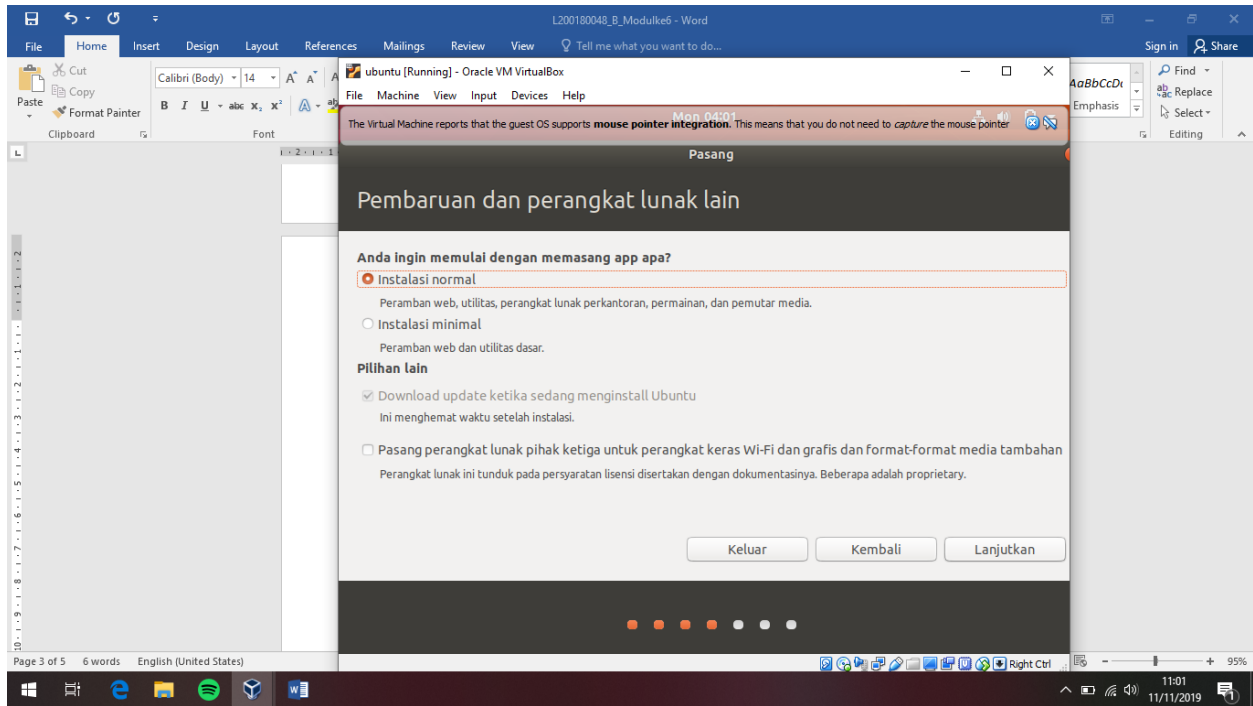 L200180048_B_Modulke6 - Word
File Home Insert Design Layout References Mailings Review View Tell me what you want to do... Sign in Share
Cut
Copy
Format Painter
Paste
Clipboard
Calibri (Body) 14
B I U abc X₂ X²
Font
AaBbCcDc
Emphasis
Find
Replace
Select
Editing
ubuntu [Running] - Oracle VM VirtualBox
File Machine View Input Devices Help
Mon 04:01
The Virtual Machine reports that the guest OS supports mouse pointer integration. This means that you do not need to capture the mouse pointer
Pasang
Pembaruan dan perangkat lunak lain
Anda ingin memulai dengan memasang app apa?
Instalasi normal
Peramban web, utilitas, perangkat lunak perkantoran, permainan, dan pemutar media.
Instalasi minimal
Peramban web dan utilitas dasar.
Pilihan lain
Download update ketika sedang menginstall Ubuntu
Ini menghemat waktu setelah instalasi.
Pasang perangkat lunak pihak ketiga untuk perangkat keras Wi-Fi dan grafis dan format-format media tambahan
Perangkat lunak ini tunduk pada persyaratan lisensi disertakan dengan dokumentasinya. Beberapa adalah proprietary.
Keluar Kembali Lanjutkan
Right Ctrl
Page 3 of 5 6 words English (United States) 95%
11:01
11/11/2019